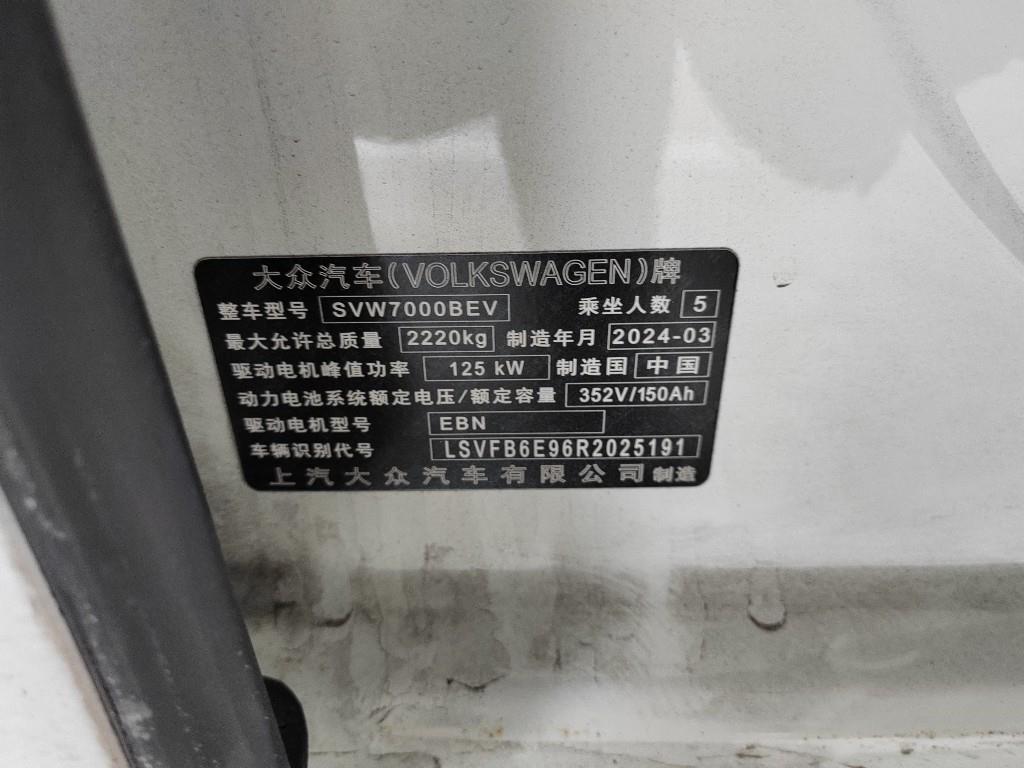 大众汽车(VOLKSWAGEN)牌
整车型号 SVW7000BEV 乘坐人数 5
最大允许总质量 2220kg 制造年月 2024-03
驱动电机峰值功率 125 kW 制造国 中国
动力电池系统额定电压/额定容量 352V/150Ah
驱动电机型号 EBN
车辆识别代号 LSVFB6E96R2025191
上汽大众汽车有限公司 制造